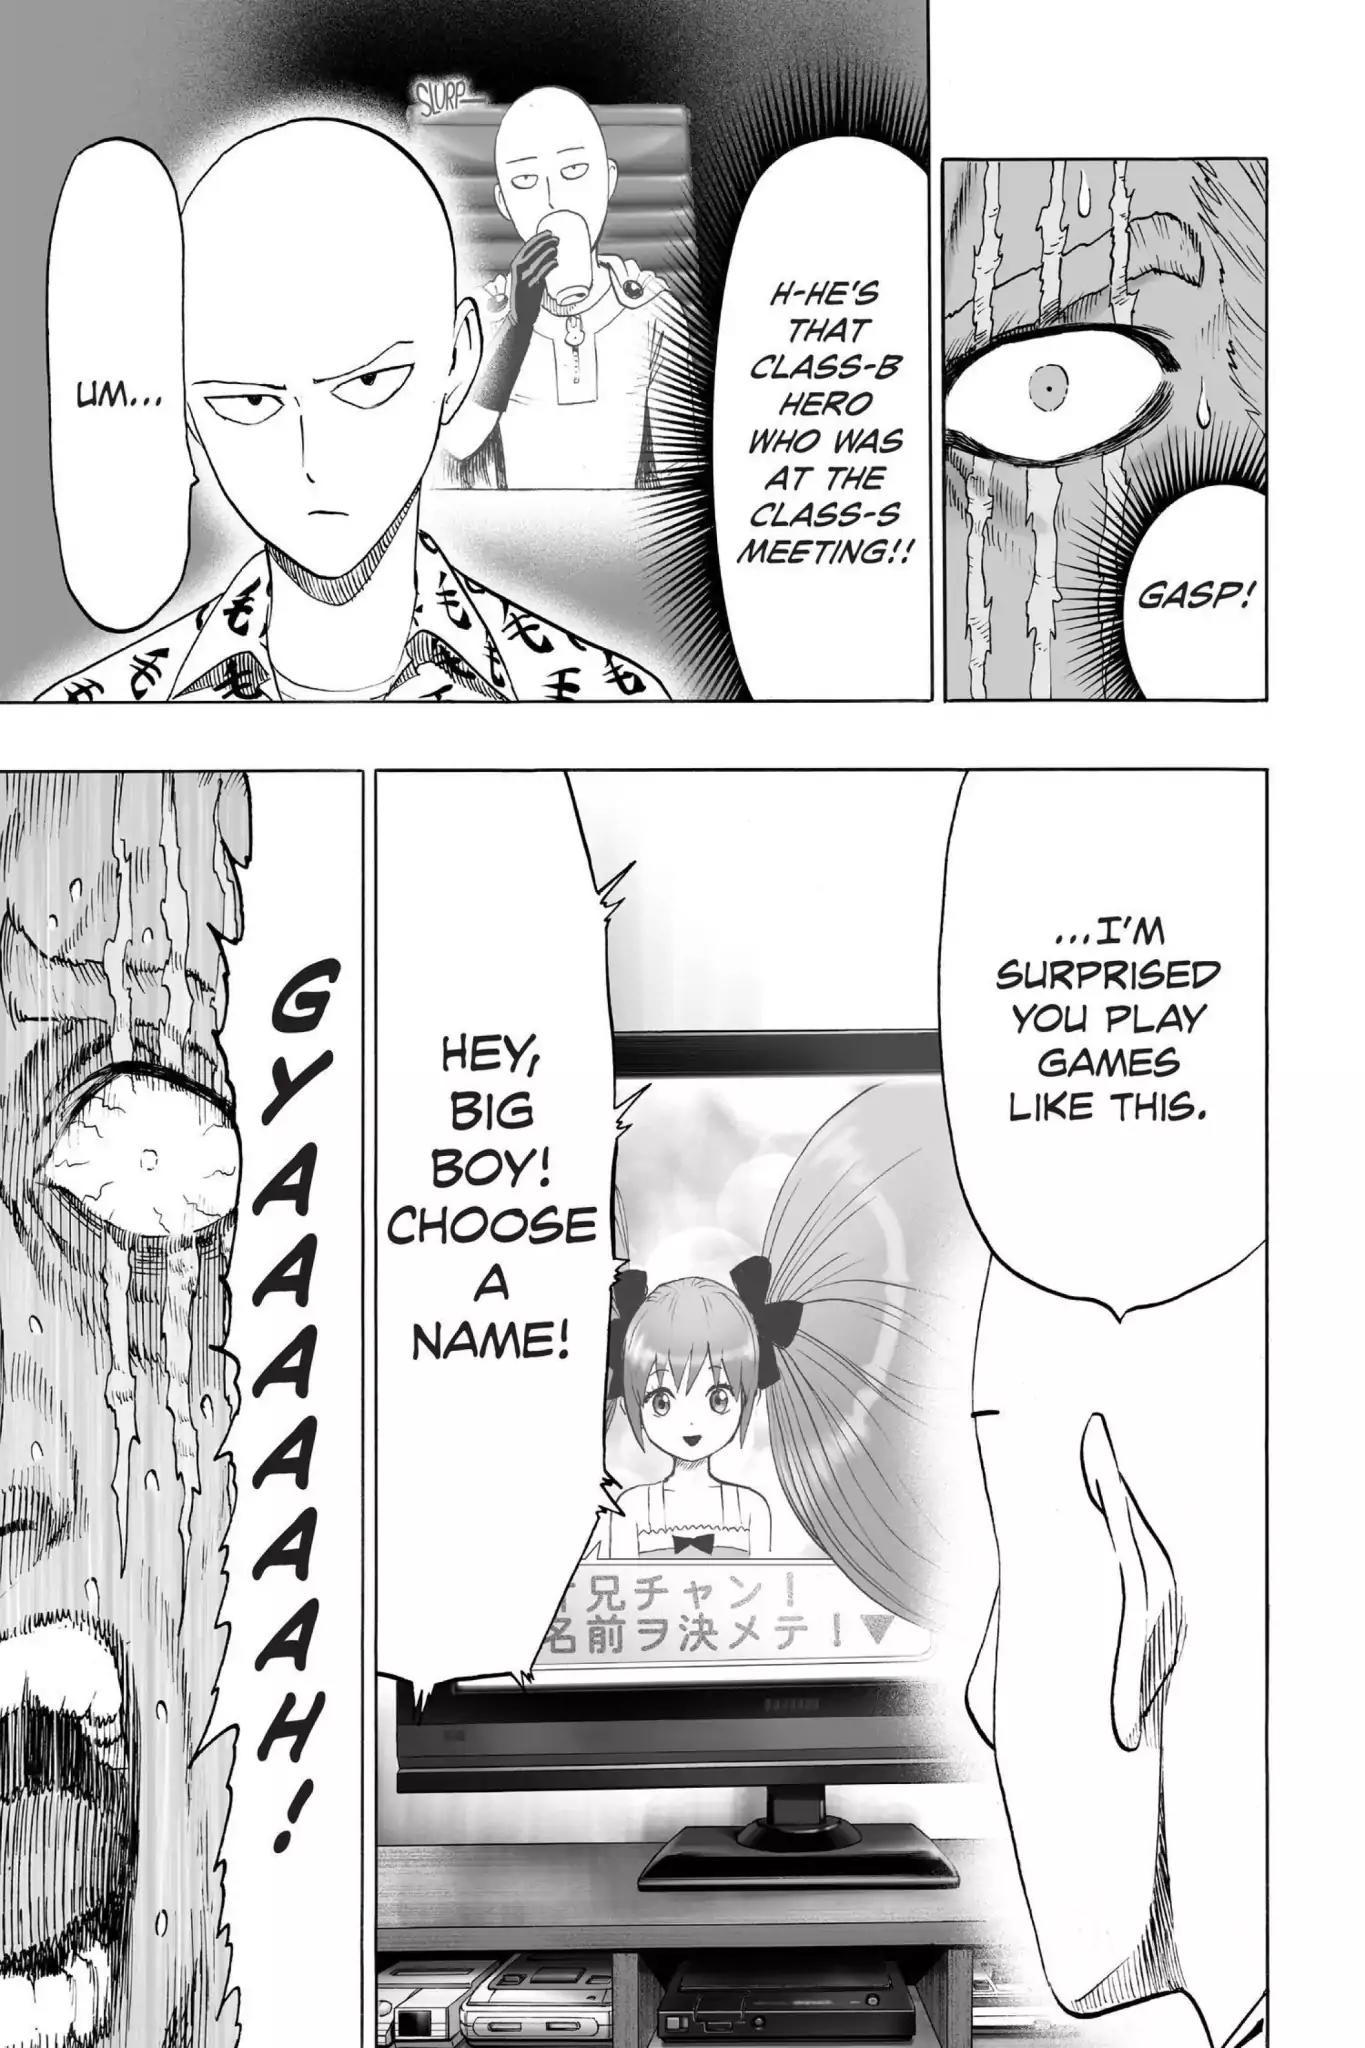 GASP!
H-HE'S
THAT
CLASS-B
HERO
WHO WAS
AT THE
CLASS-S
MEETING!!
SLURP—
UM...
...I'M
SURPRISED
YOU PLAY
GAMES
LIKE THIS.
HEY,
BIG
BOY!
CHOOSE
A
NAME!
兄チャン！
名前ヲ決メテ！▼
GYAAAAAAAH!